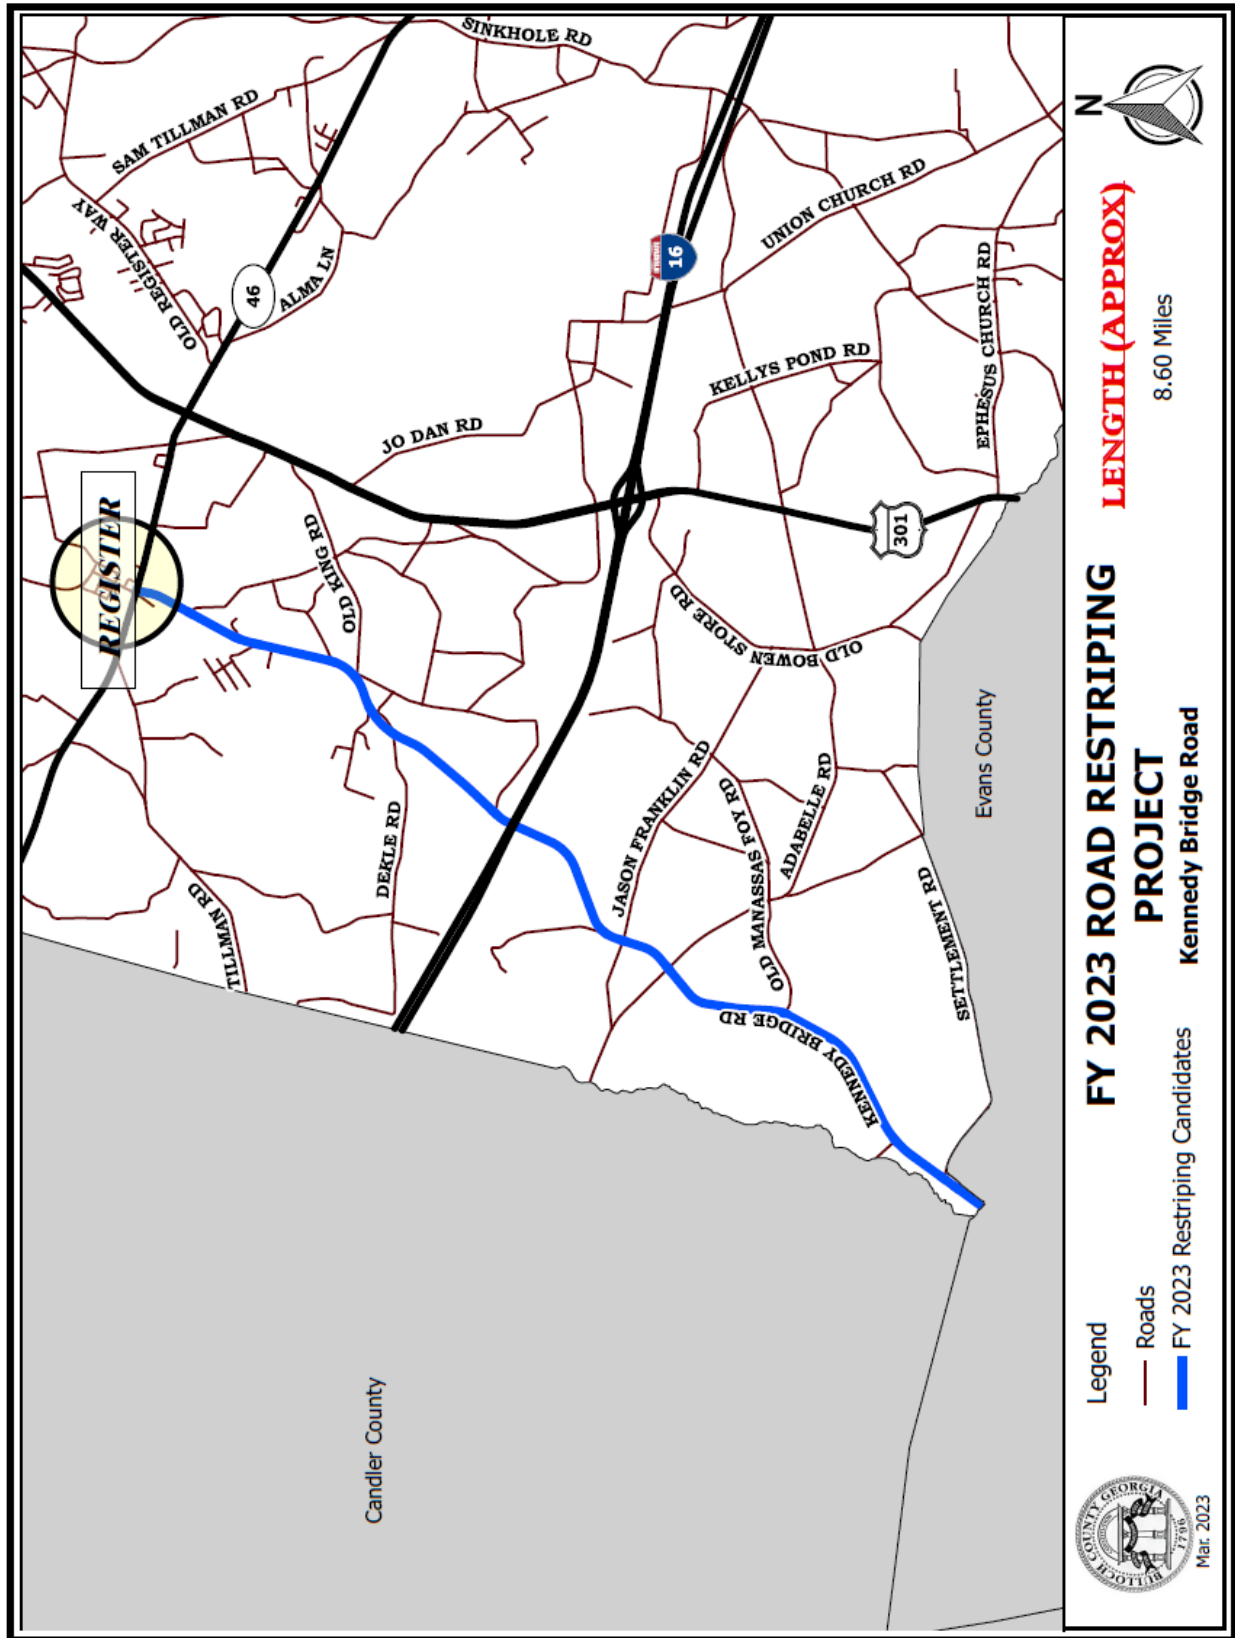 SINKHOLE RD
SAM TILLMAN RD
OLD REGISTER WAY
46
ALMA LN
16
UNION CHURCH RD
JO DAN RD
KELLYS POND RD
EPHESUS CHURCH RD
REGISTER
OLD KING RD
301
OLD BOWEN STORE RD
OLD BOWEN STORE RD
TILLMAN RD
DEKLE RD
JASON FRANKLIN RD
OLD MANASSAS FOY RD
ADABELLE RD
SETTLEMENT RD
KENNEDY BRIDGE RD
Evans County
Candler County
Legend
Roads
FY 2023 Restriping Candidates
FY 2023 ROAD RESTRIPING
PROJECT
Kennedy Bridge Road
LENGTH (APPROX)
8.60 Miles
N
BULLOCH COUNTY GEORGIA
1796
Mar. 2023